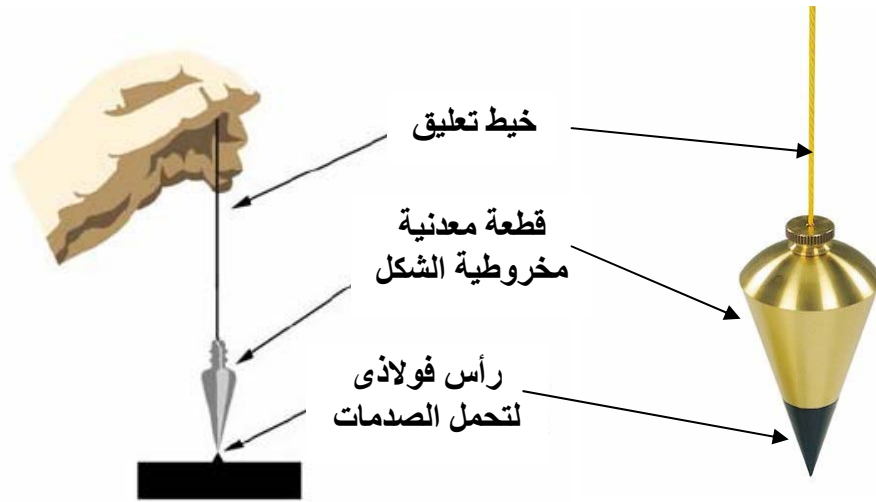 خيط تعليق
قطعة معدنية
مخروطية الشكل
رأس فولاذى
لتحمل الصدمات